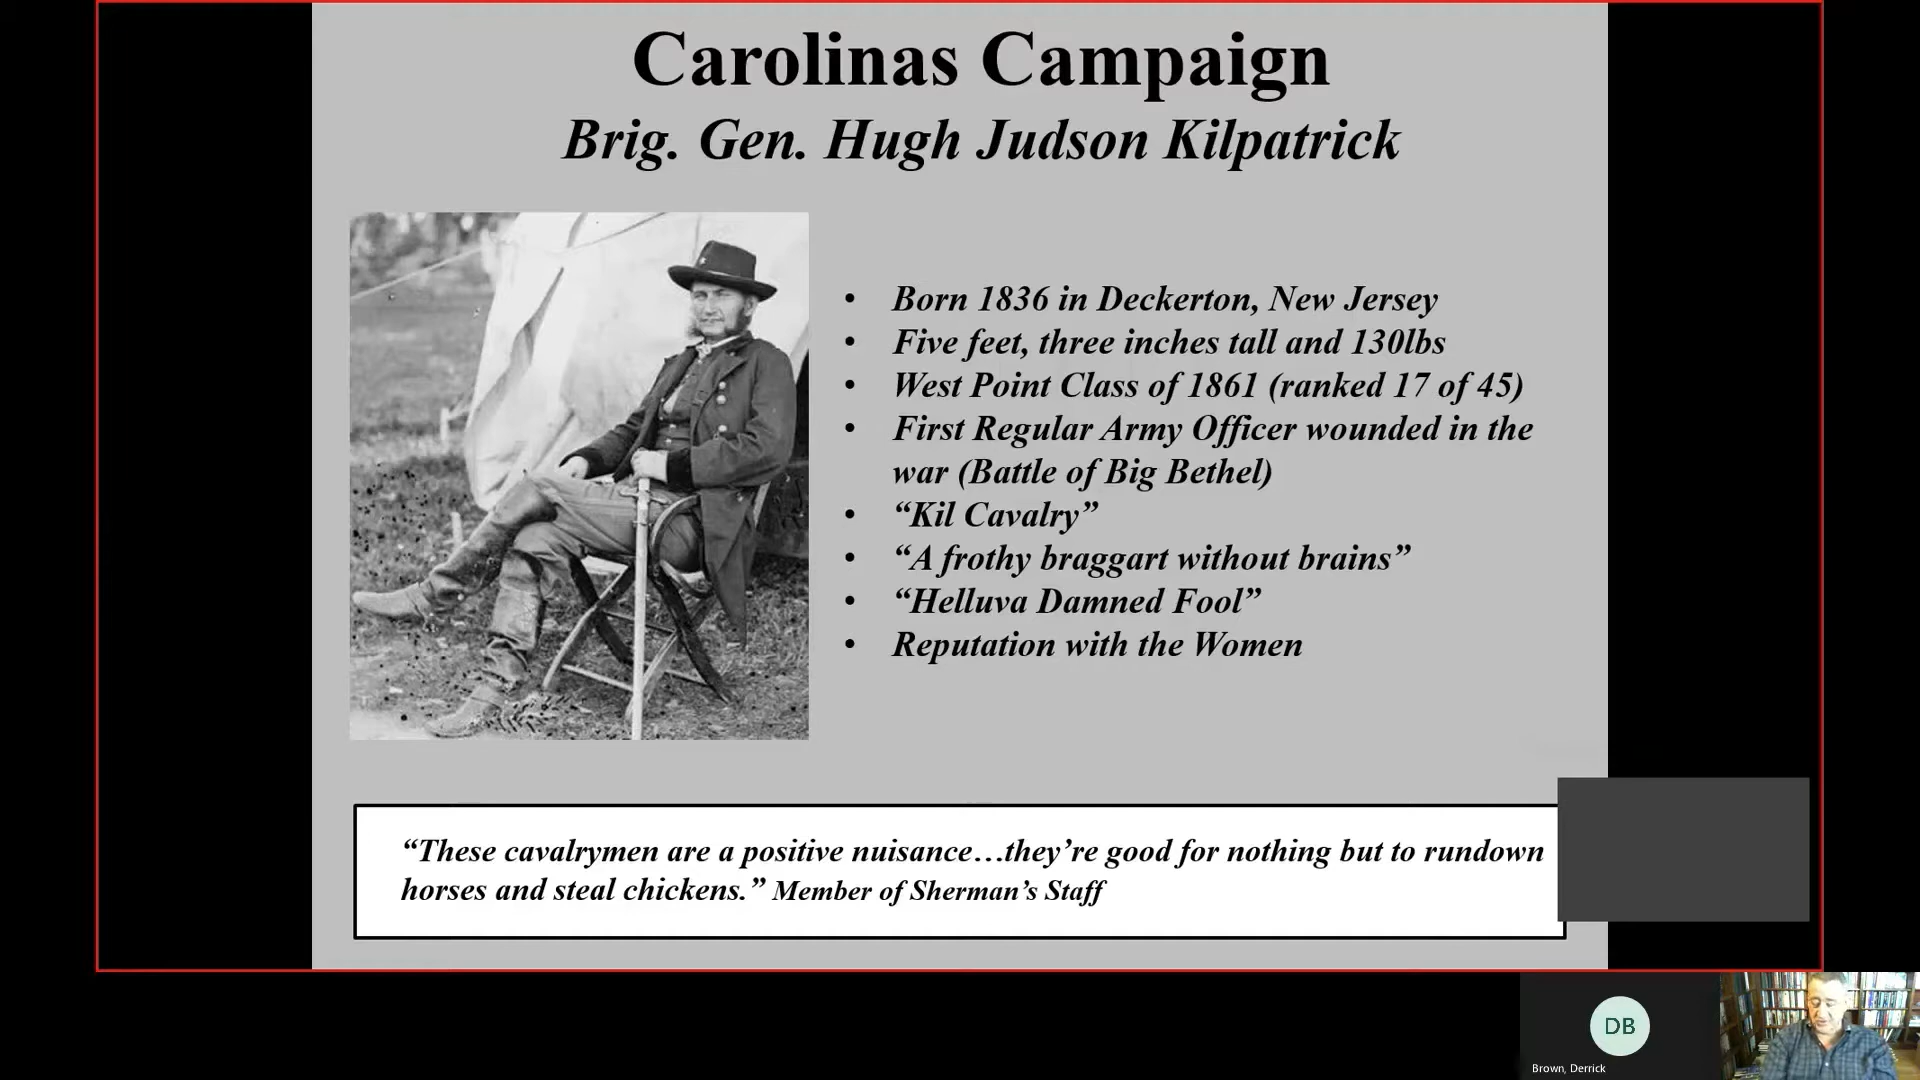 Carolinas Campaign
Brig. Gen. Hugh Judson Kilpatrick
• Born 1836 in Deckerton, New Jersey
• Five feet, three inches tall and 130lbs
• West Point Class of 1861 (ranked 17 of 45)
• First Regular Army Officer wounded in the
war (Battle of Big Bethel)
• “Kil Cavalry”
• “A frothy braggart without brains”
• “Helluva Damned Fool”
• Reputation with the Women
“These cavalrymen are a positive nuisance…they’re good for nothing but to rundown
horses and steal chickens.” Member of Sherman’s Staff
DB
Brown, Derrick